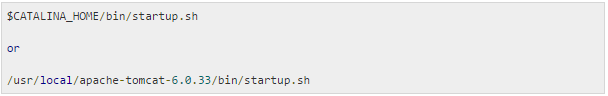 $CATALINA_HOME/bin/startup.sh
or
/usr/local/apache-tomcat-6.0.33/bin/startup.sh